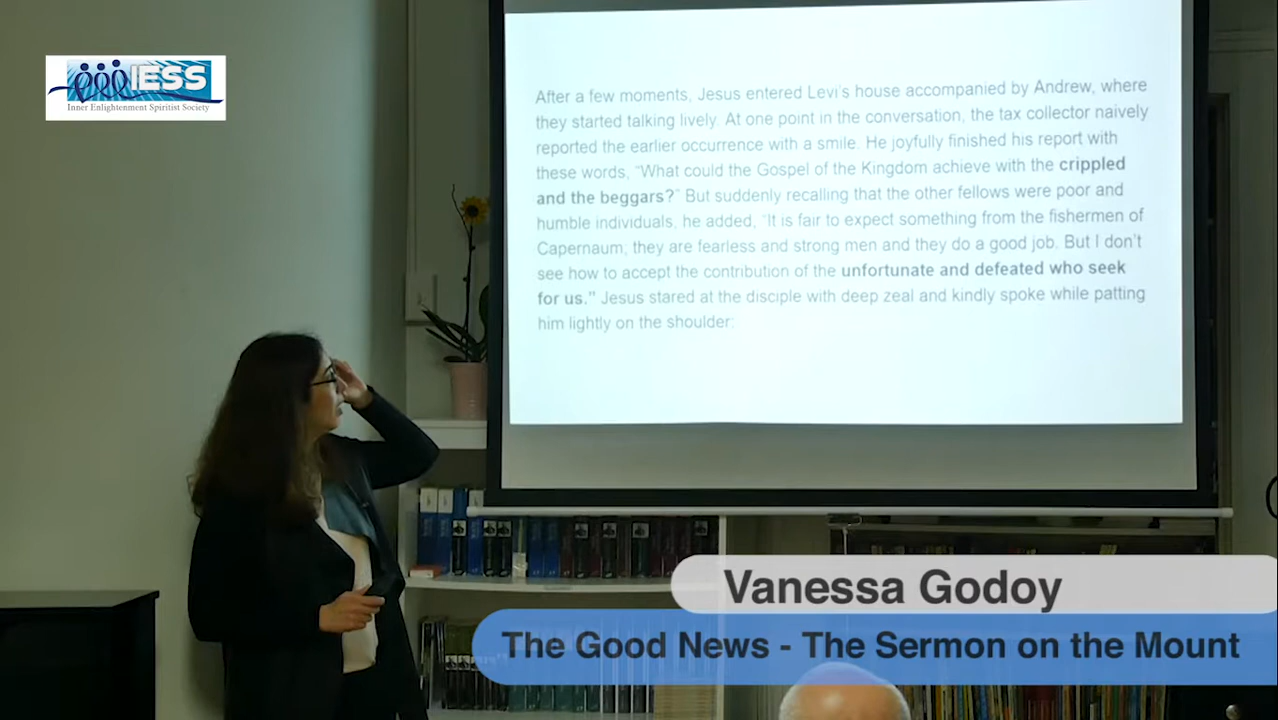 IESS
Inner Enlightenment Spiritist Society
After a few moments, Jesus entered Levi's house accompanied by Andrew, where
they started talking lively. At one point in the conversation, the tax collector naively
reported the earlier occurrence with a smile. He joyfully finished his report with
these words, "What could the Gospel of the Kingdom achieve with the crippled
and the beggars?" But suddenly recalling that the other fellows were poor and
humble individuals, he added, "It is fair to expect something from the fishermen of
Capernaum; they are fearless and strong men and they do a good job. But I don't
see how to accept the contribution of the unfortunate and defeated who seek
for us." Jesus stared at the disciple with deep zeal and kindly spoke while patting
him lightly on the shoulder:
Vanessa Godoy
The Good News - The Sermon on the Mount